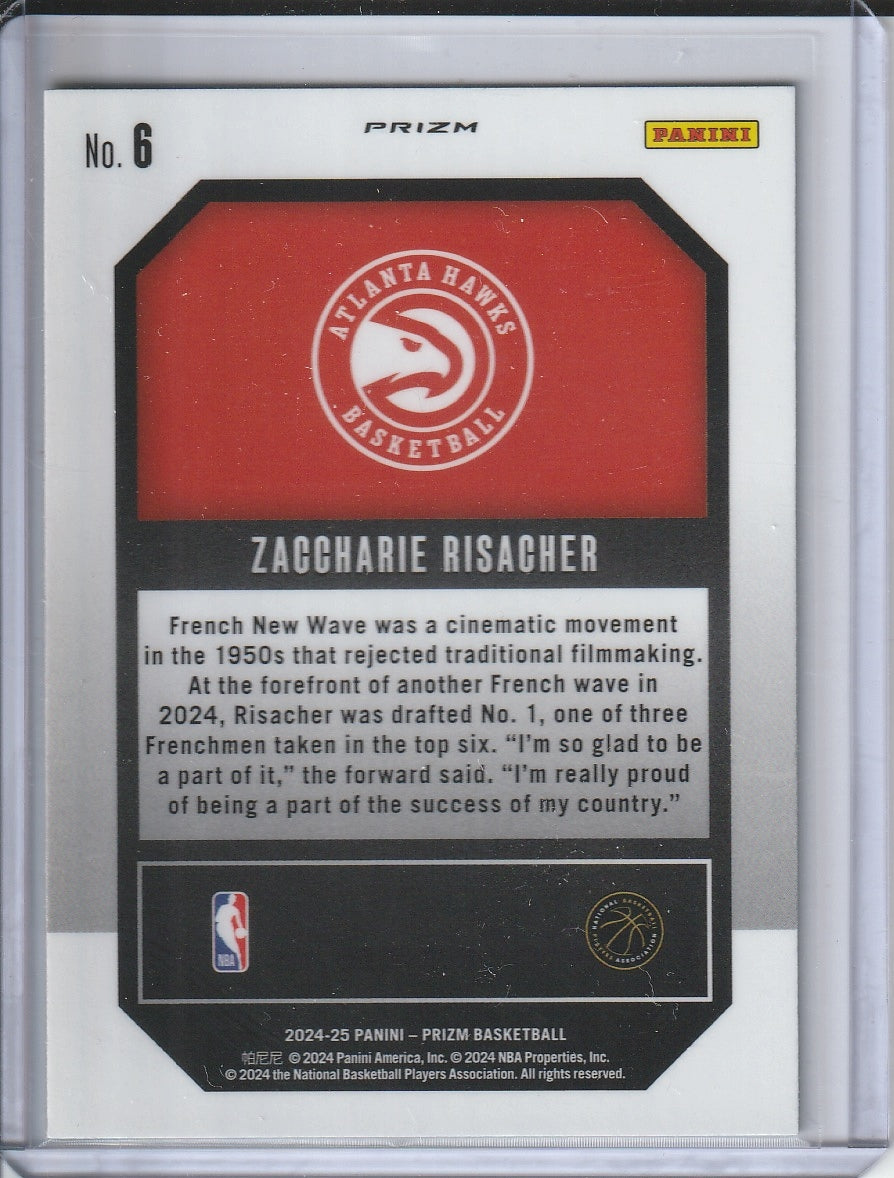 No. 6
PRIZM
PANINI
ATLANTA HAWKS
BASKETBALL
ZACCHARIE RISACHER
French New Wave was a cinematic movement
in the 1950s that rejected traditional filmmaking.
At the forefront of another French wave in
2024, Risacher was drafted No. 1, one of three
Frenchmen taken in the top six. “I’m so glad to be
a part of it,” the forward said. “I’m really proud
of being a part of the success of my country.”
NBA
NATIONAL BASKETBALL
PLAYERS ASSOCIATION
2024-25 PANINI – PRIZM BASKETBALL
帕尼尼 © 2024 Panini America, Inc. © 2024 NBA Properties, Inc.
© 2024 the National Basketball Players Association. All rights reserved.